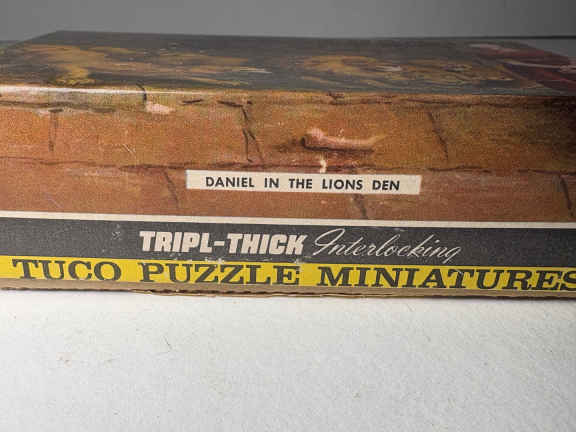 DANIEL IN THE LIONS DEN
TRIPL-THICK Interlocking
TUCO PUZZLE MINIATURES